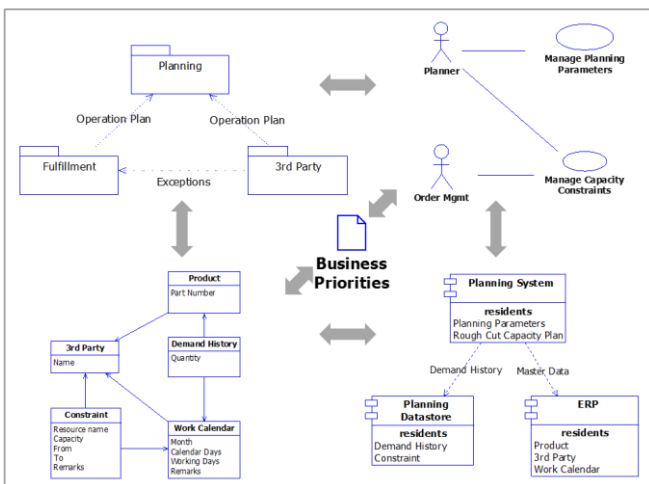 Planning
Operation Plan
Operation Plan
Fulfillment
3rd Party
Exceptions
Planner
Manage Planning
Parameters
Order Mgmt
Manage Capacity
Constraints
Business
Priorities
Product
Part Number
3rd Party
Name
Demand History
Quantity
Constraint
Resource name
Capacity
From
To
Remarks
Work Calendar
Month
Calendar Days
Working Days
Remarks
Planning System
residents
Planning Parameters
Rough Cut Capacity Plan
Demand History
Master Data
Planning
Datastore
residents
Demand History
Constraint
ERP
residents
Product
3rd Party
Work Calendar